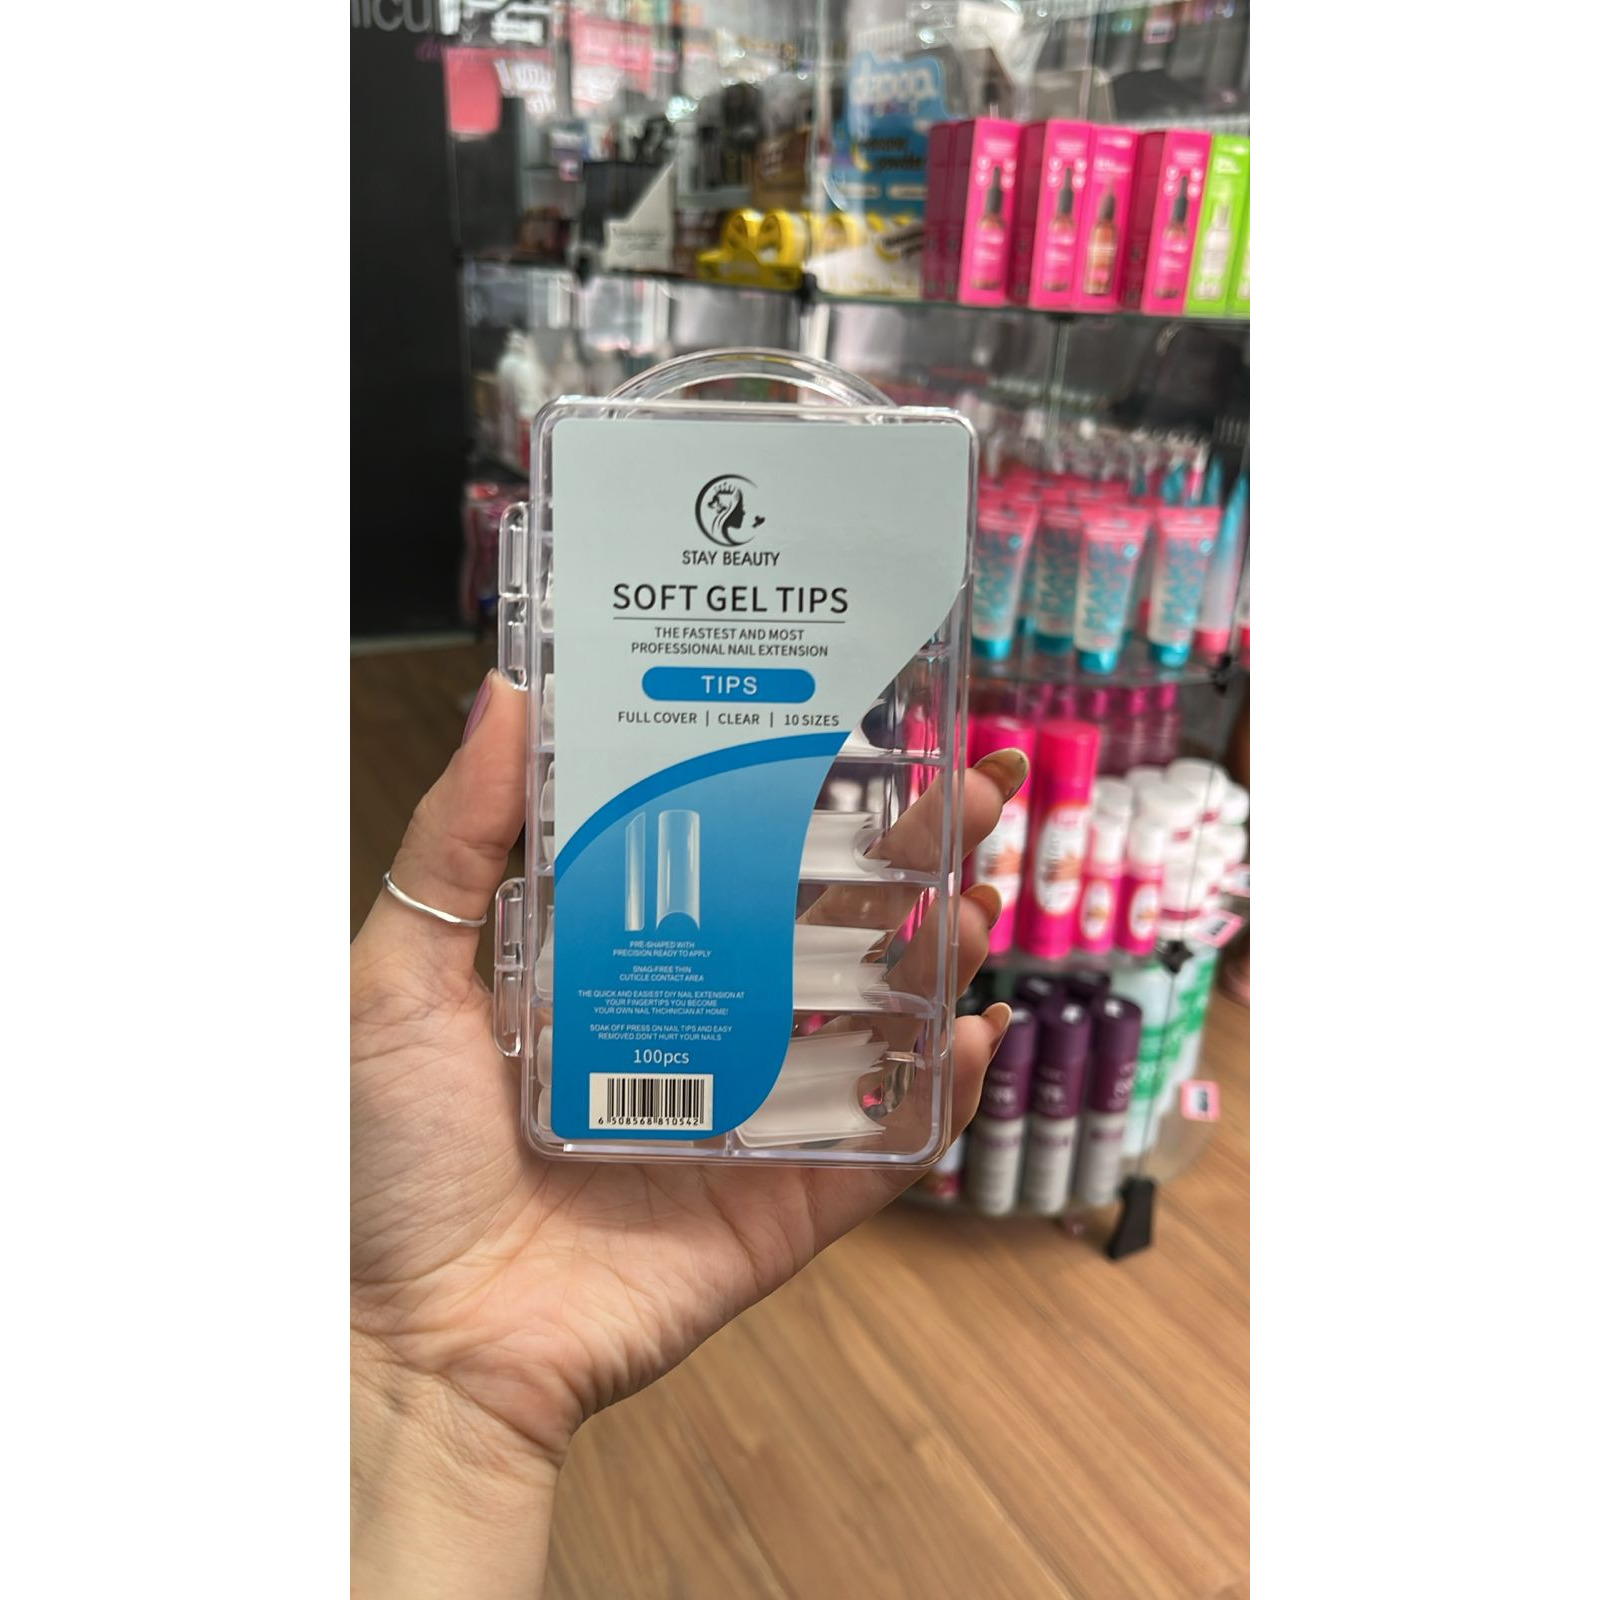 STAY BEAUTY
SOFT GEL TIPS
THE FASTEST AND MOST
PROFESSIONAL NAIL EXTENSION
TIPS
FULL COVER | CLEAR | 10 SIZES
PRE-SHAPED WITH
PRECISION READY TO APPLY
SNAG-FREE THIN
CUTICLE CONTACT AREA
THE QUICK AND EASIEST DIY NAIL EXTENSION AT
YOUR FINGERTIPS YOU BECOME
YOUR OWN NAIL THCHNICIAN AT HOME!
SOAK OFF PRESS ON NAIL TIPS AND EASY
REMOVED.DON'T HURT YOUR NAILS
100pcs
6 508568 810542